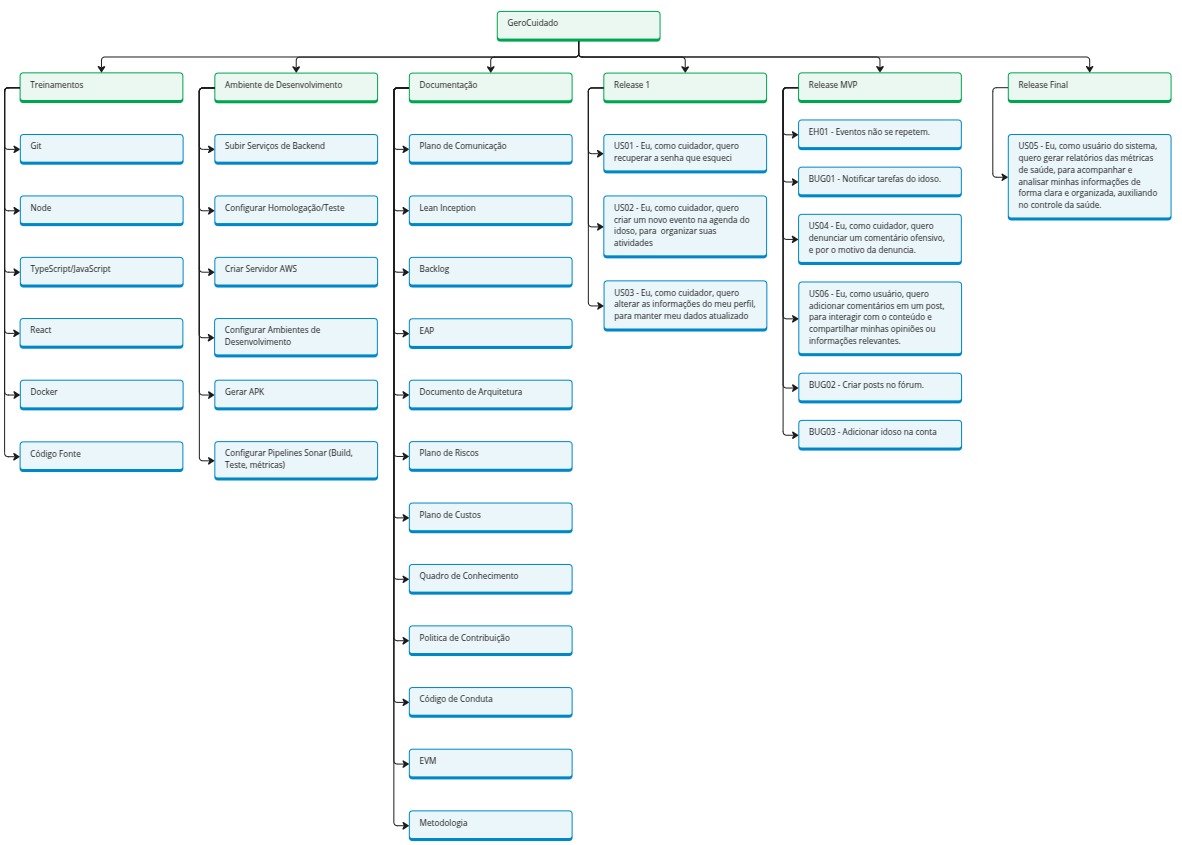 GeroCuidado
Treinamentos
Git
Node
TypeScript/JavaScript
React
Docker
Código Fonte
Ambiente de Desenvolvimento
Subir Serviços de Backend
Configurar Homologação/Teste
Criar Servidor AWS
Configurar Ambientes de
Desenvolvimento
Gerar APK
Configurar Pipelines Sonar (Build,
Teste, métricas)
Documentação
Plano de Comunicação
Lean Inception
Backlog
EAP
Documento de Arquitetura
Plano de Riscos
Plano de Custos
Quadro de Conhecimento
Politica de Contribuição
Código de Conduta
EVM
Metodologia
Release 1
US01 - Eu, como cuidador, quero
recuperar a senha que esqueci
US02 - Eu, como cuidador, quero
criar um novo evento na agenda do
idoso, para organizar suas
atividades
US03 - Eu, como cuidador, quero
alterar as informações do meu perfil,
para manter meu dados atualizado
Release MVP
EH01 - Eventos não se repetem.
BUG01 - Notificar tarefas do idoso.
US04 - Eu, como cuidador, quero
denunciar um comentário ofensivo,
e por o motivo da denuncia.
US06 - Eu, como usuário, quero
adicionar comentários em um post,
para interagir com o conteúdo e
compartilhar minhas opiniões ou
informações relevantes.
BUG02 - Criar posts no fórum.
BUG03 - Adicionar idoso na conta
Release Final
US05 - Eu, como usuário do sistema,
quero gerar relatórios das métricas
de saúde, para acompanhar e
analisar minhas informações de
forma clara e organizada, auxiliando
no controle da saúde.